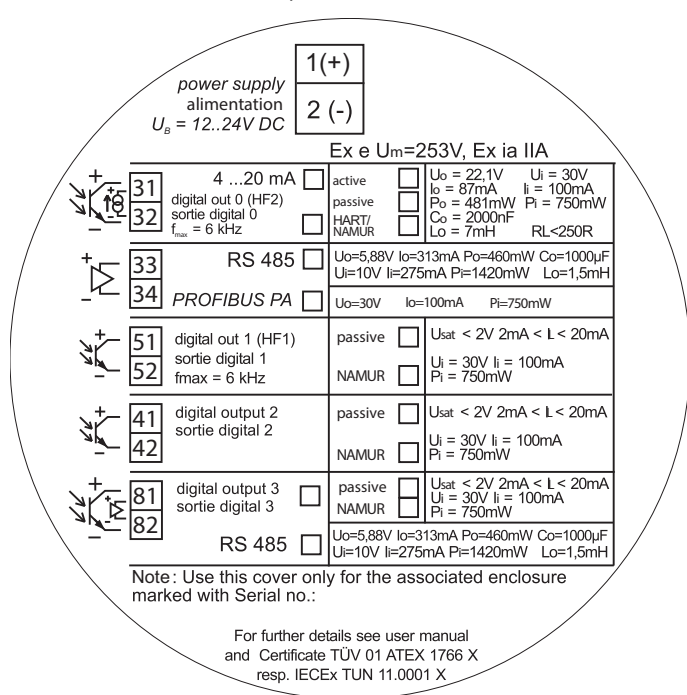 1(+)
power supply
alimentation
UB = 12..24V DC
2 (-)
Ex e Um=253V, Ex ia IIA
+
-
31
32
4 ...20 mA
digital out 0 (HF2)
sortie digital 0
fmax = 6 kHz
active
passive
HART/
NAMUR
Uo = 22,1V Ui = 30V
Io = 87mA Ii = 100mA
Po = 481mW Pi = 750mW
Co = 2000nF
Lo = 7mH RL<250R
+
-
33
34
RS 485
PROFIBUS PA
Uo=5,88V Io=313mA Po=460mW Co=1000µF
Ui=10V Ii=275mA Pi=1420mW Lo=1,5mH
Uo=30V Io=100mA Pi=750mW
+
-
51
52
digital out 1 (HF1)
sortie digital 1
fmax = 6 kHz
passive
NAMUR
Usat < 2V 2mA < IL < 20mA
Ui = 30V Ii = 100mA
Pi = 750mW
+
-
41
42
digital output 2
sortie digital 2
passive
NAMUR
Usat < 2V 2mA < IL < 20mA
Ui = 30V Ii = 100mA
Pi = 750mW
+
-
+
-
81
82
digital output 3
sortie digital 3
RS 485
passive
NAMUR
Usat < 2V 2mA < IL < 20mA
Ui = 30V Ii = 100mA
Pi = 750mW
Uo=5,88V Io=313mA Po=460mW Co=1000µF
Ui=10V Ii=275mA Pi=1420mW Lo=1,5mH
Note: Use this cover only for the associated enclosure
marked with Serial no.:
For further details see user manual
and Certificate TÜV 01 ATEX 1766 X
resp. IECEx TUN 11.0001 X